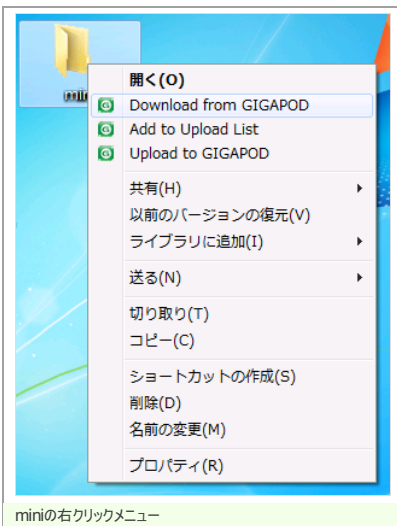 開く(O)
Download from GIGAPOD
Add to Upload List
Upload to GIGAPOD
共有(H)
以前のバージョンの復元(V)
ライブラリに追加(I)
送る(N)
切り取り(T)
コピー(C)
ショートカットの作成(S)
削除(D)
名前の変更(M)
プロパティ(R)
miniの右クリックメニュー